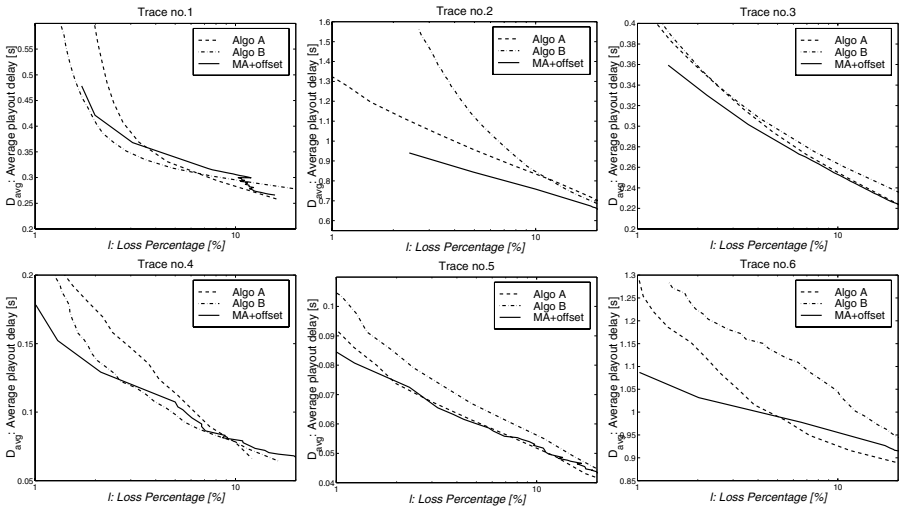 Trace no.1
Algo A
Algo B
MA+offset
D_avg: Average playout delay [s]
0.55
0.5
0.45
0.4
0.35
0.3
0.25
0.2
1
10
l: Loss Percentage [%]
Trace no.2
Algo A
Algo B
MA+offset
D_avg: Average playout delay [s]
1.6
1.5
1.4
1.3
1.2
1.1
1
0.9
0.8
0.7
0.6
1
10
l: Loss Percentage [%]
Trace no.3
Algo A
Algo B
MA+offset
D_avg: Average playout delay [s]
0.4
0.38
0.36
0.34
0.32
0.3
0.28
0.26
0.24
0.22
0.2
1
10
l: Loss Percentage [%]
Trace no.4
Algo A
Algo B
MA+offset
D_avg: Average playout delay [s]
0.2
0.15
0.1
0.05
1
10
l: Loss Percentage [%]
Trace no.5
Algo A
Algo B
MA+offset
D_avg: Average playout delay [s]
0.1
0.09
0.08
0.07
0.06
0.05
0.04
1
10
l: Loss Percentage [%]
Trace no.6
Algo A
Algo B
MA+offset
D_avg: Average playout delay [s]
1.3
1.25
1.2
1.15
1.1
1.05
1
0.95
0.9
0.85
1
10
l: Loss Percentage [%]